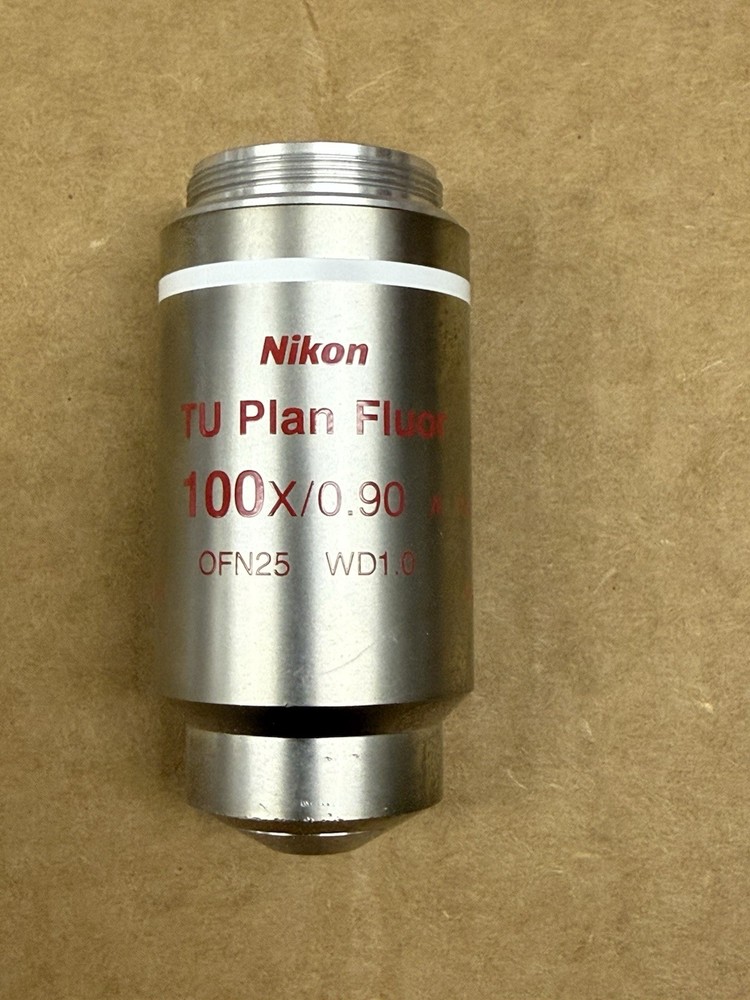 Nikon
TU Plan Fluor
100X/0.90
OFN25 WD1.0